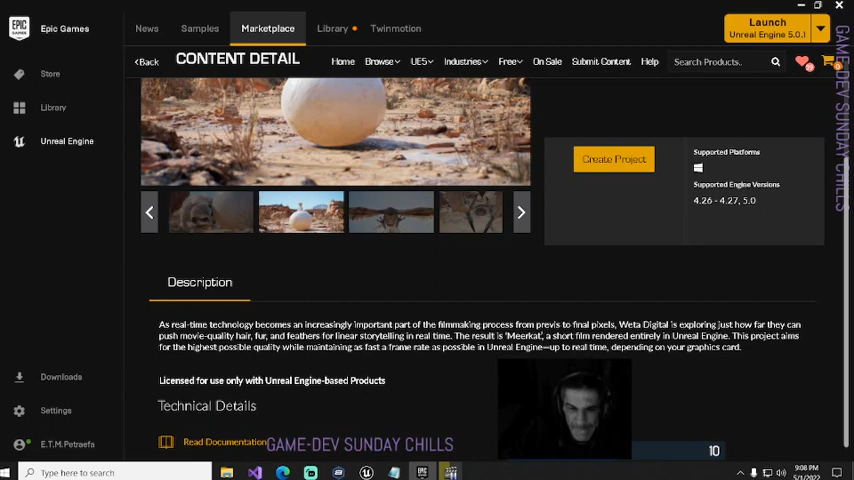 EPIC GAMES
Epic Games
News
Samples
Marketplace
Library
Twinmotion
Launch
Unreal Engine 5.0.1
Back
CONTENT DETAIL
Home
Browse
UE5
Industries
Free
On Sale
Submit Content
Help
Search Products..
Store
Library
Unreal Engine
Create Project
Supported Platforms
Supported Engine Versions
4.26 - 4.27, 5.0
Description
As real-time technology becomes an increasingly important part of the filmmaking process from previs to final pixels, Weta Digital is exploring just how far they can
push movie-quality hair, fur, and feathers for linear storytelling in real time. The result is 'Meerkat', a short film rendered entirely in Unreal Engine. This project aims
for the highest possible quality while maintaining as fast a frame rate as possible in Unreal Engine—up to real time, depending on your graphics card.
Licensed for use only with Unreal Engine-based Products
Technical Details
Read Documentation
GAME-DEV SUNDAY CHILLS
10
Downloads
Settings
E.T.M.Petraefa
Type here to search
9:08 PM
5/1/2022
GAME-DEV SUNDAY CHILLS